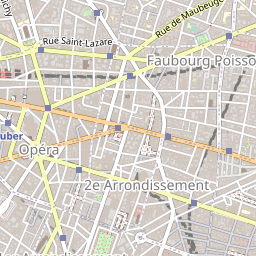 Rue de Maubeuge
Rue Saint-Lazare
Faubourg Poisso
uber
Opéra
2e Arrondissement